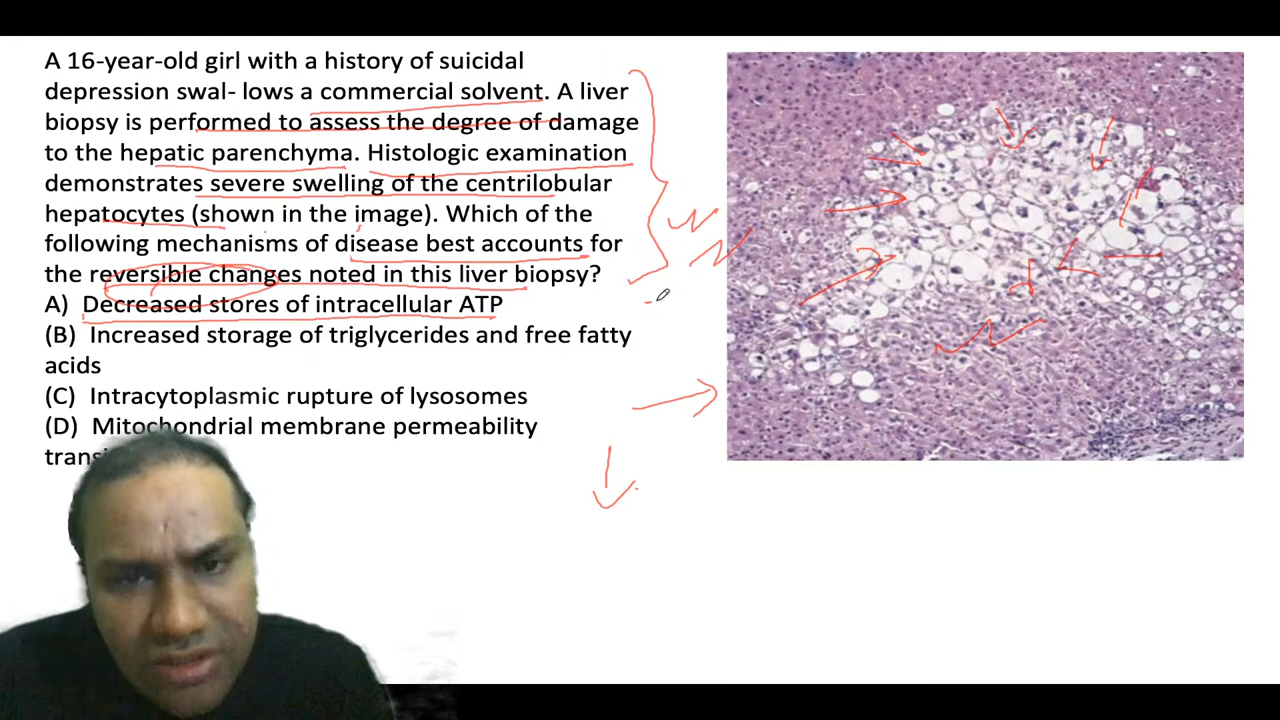 A 16-year-old girl with a history of suicidal
depression swal- lows a commercial solvent. A liver
biopsy is performed to assess the degree of damage
to the hepatic parenchyma. Histologic examination
demonstrates severe swelling of the centrilobular
hepatocytes (shown in the image). Which of the
following mechanisms of disease best accounts for
the reversible changes noted in this liver biopsy?
A) Decreased stores of intracellular ATP
(B) Increased storage of triglycerides and free fatty
acids
(C) Intracytoplasmic rupture of lysosomes
(D) Mitochondrial membrane permeability